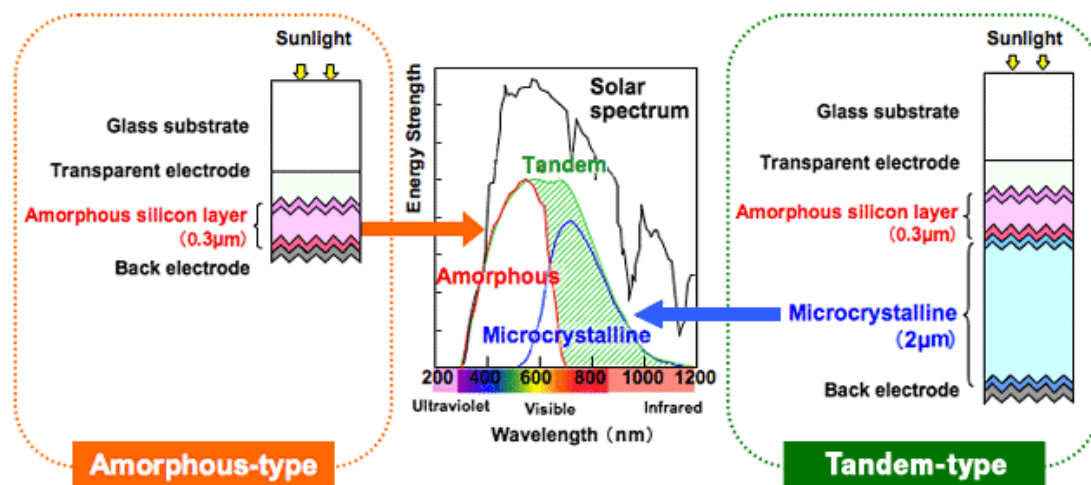 Sunlight
Glass substrate
Transparent electrode
Amorphous silicon layer
(0.3μm)
Back electrode
Amorphous-type
Energy Strength
Solar
spectrum
Tandem
Amorphous
Microcrystalline
200 400 600 800 1000 1200
Ultraviolet Visible Infrared
Wavelength (nm)
Sunlight
Glass substrate
Transparent electrode
Amorphous silicon layer
(0.3μm)
Microcrystalline
(2μm)
Back electrode
Tandem-type